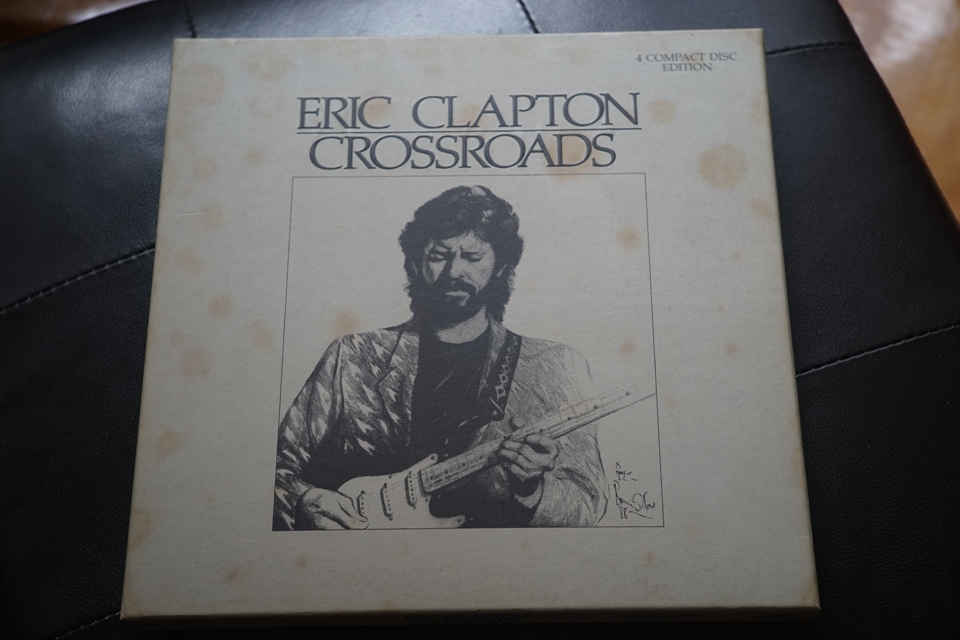 4 COMPACT DISC
EDITION
ERIC CLAPTON
CROSSROADS